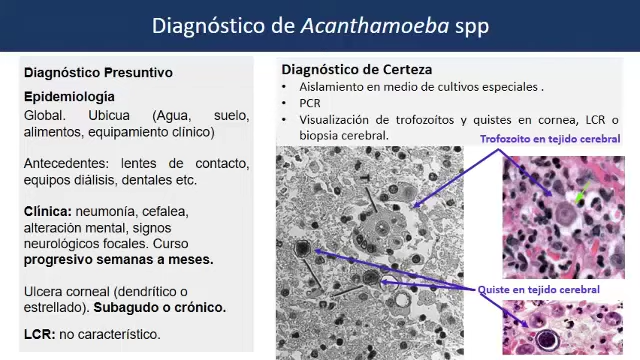 Diagnóstico de Acanthamoeba spp
Diagnóstico Presuntivo
Epidemiología
Global. Ubicua (Agua, suelo,
alimentos, equipamiento clínico)
Antecedentes: lentes de contacto,
equipos diálisis, dentales etc.
Clínica: neumonía, cefalea,
alteración mental, signos
neurológicos focales. Curso
progresivo semanas a meses.
Ulcera corneal (dendrítico o
estrellado). Subagudo o crónico.
LCR: no característico.
Diagnóstico de Certeza
• Aislamiento en medio de cultivos especiales .
• PCR
• Visualización de trofozoítos y quistes en cornea, LCR o
biopsia cerebral.
Trofozoito en tejido cerebral
T
Quiste en tejido cerebral